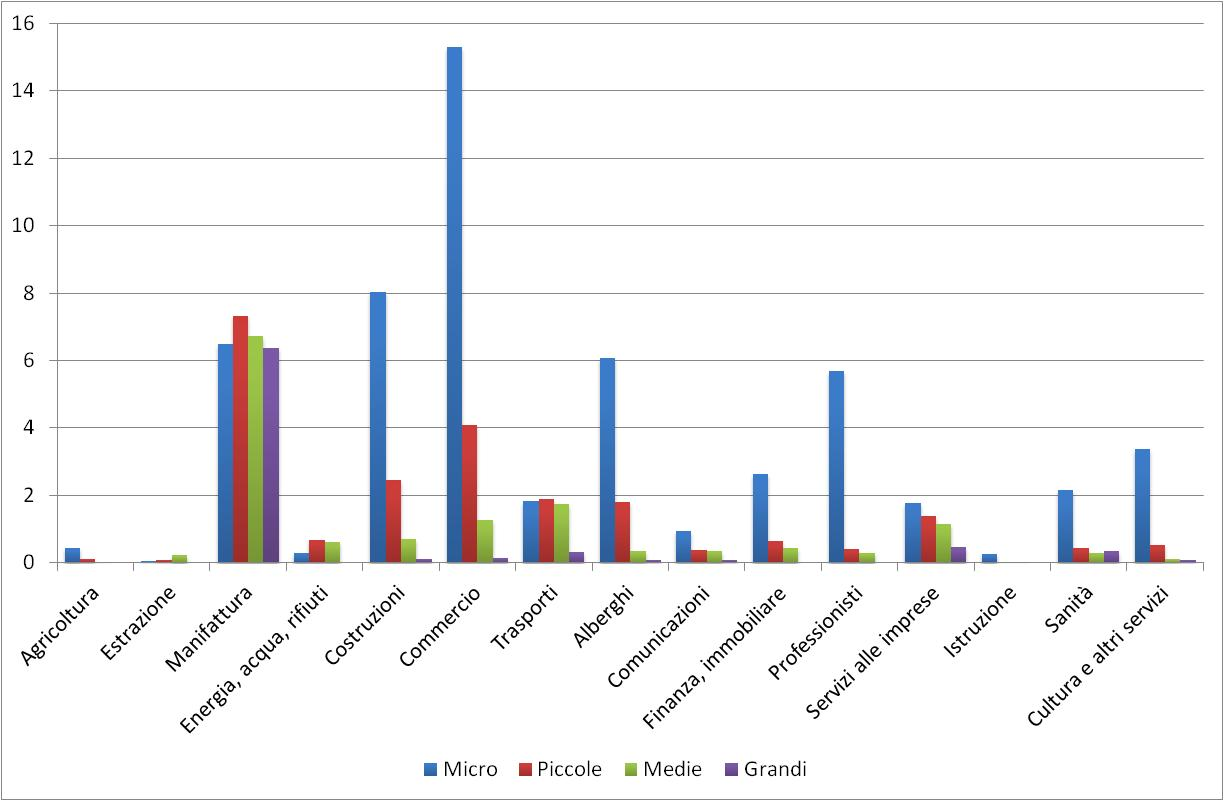 16
14
12
10
8
6
4
2
0
Agricoltura
Estrazione
Manifattura
Energia, acqua, rifiuti
Costruzioni
Commercio
Trasporti
Alberghi
Comunicazioni
Finanza, immobiliare
Professionisti
Servizi alle imprese
Istruzione
Sanità
Cultura e altri servizi
Micro Piccole Medie Grandi